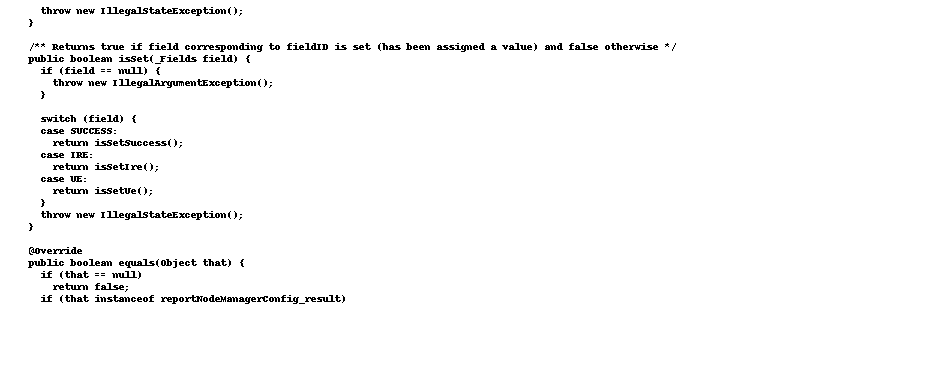 throw new IllegalStateException();
}
/** Returns true if field corresponding to fieldID is set (has been assigned a value) and false otherwise */
public boolean isSet(_Fields field) {
if (field == null) {
throw new IllegalArgumentException();
}
switch (field) {
case SUCCESS:
return isSetSuccess();
case IRE:
return isSetIre();
case UE:
return isSetUe();
}
throw new IllegalStateException();
}
@Override
public boolean equals(Object that) {
if (that == null)
return false;
if (that instanceof reportNodeManagerConfig_result)